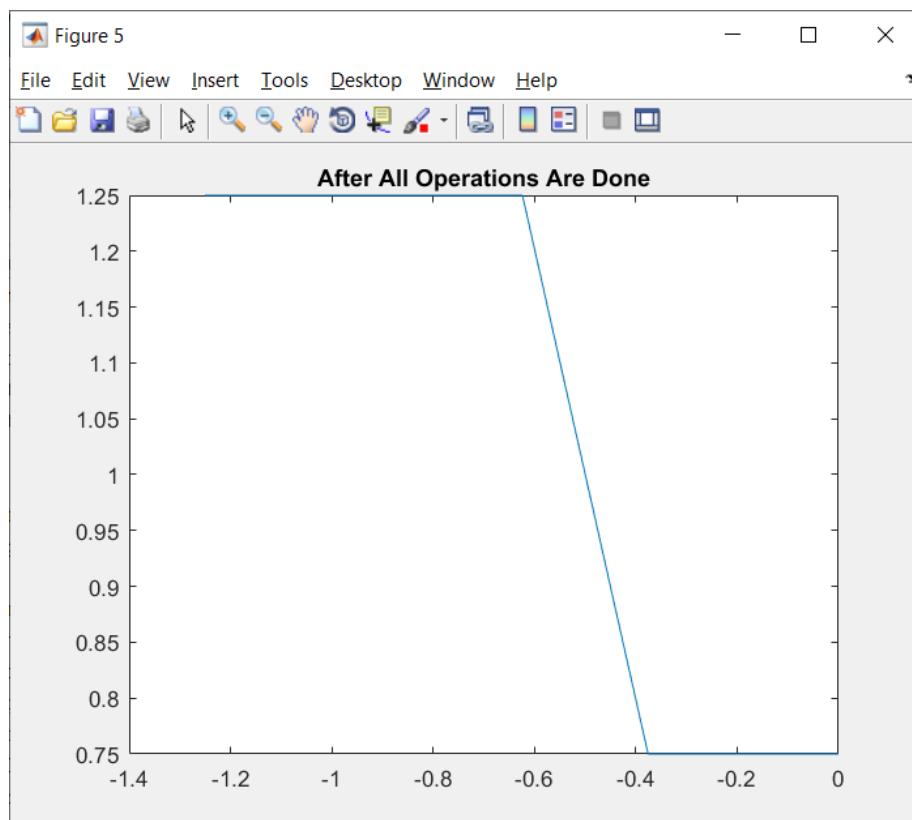 Figure 5
File Edit View Insert Tools Desktop Window Help
After All Operations Are Done
1.25
1.2
1.15
1.1
1.05
1
0.95
0.9
0.85
0.8
0.75
-1.4 -1.2 -1 -0.8 -0.6 -0.4 -0.2 0